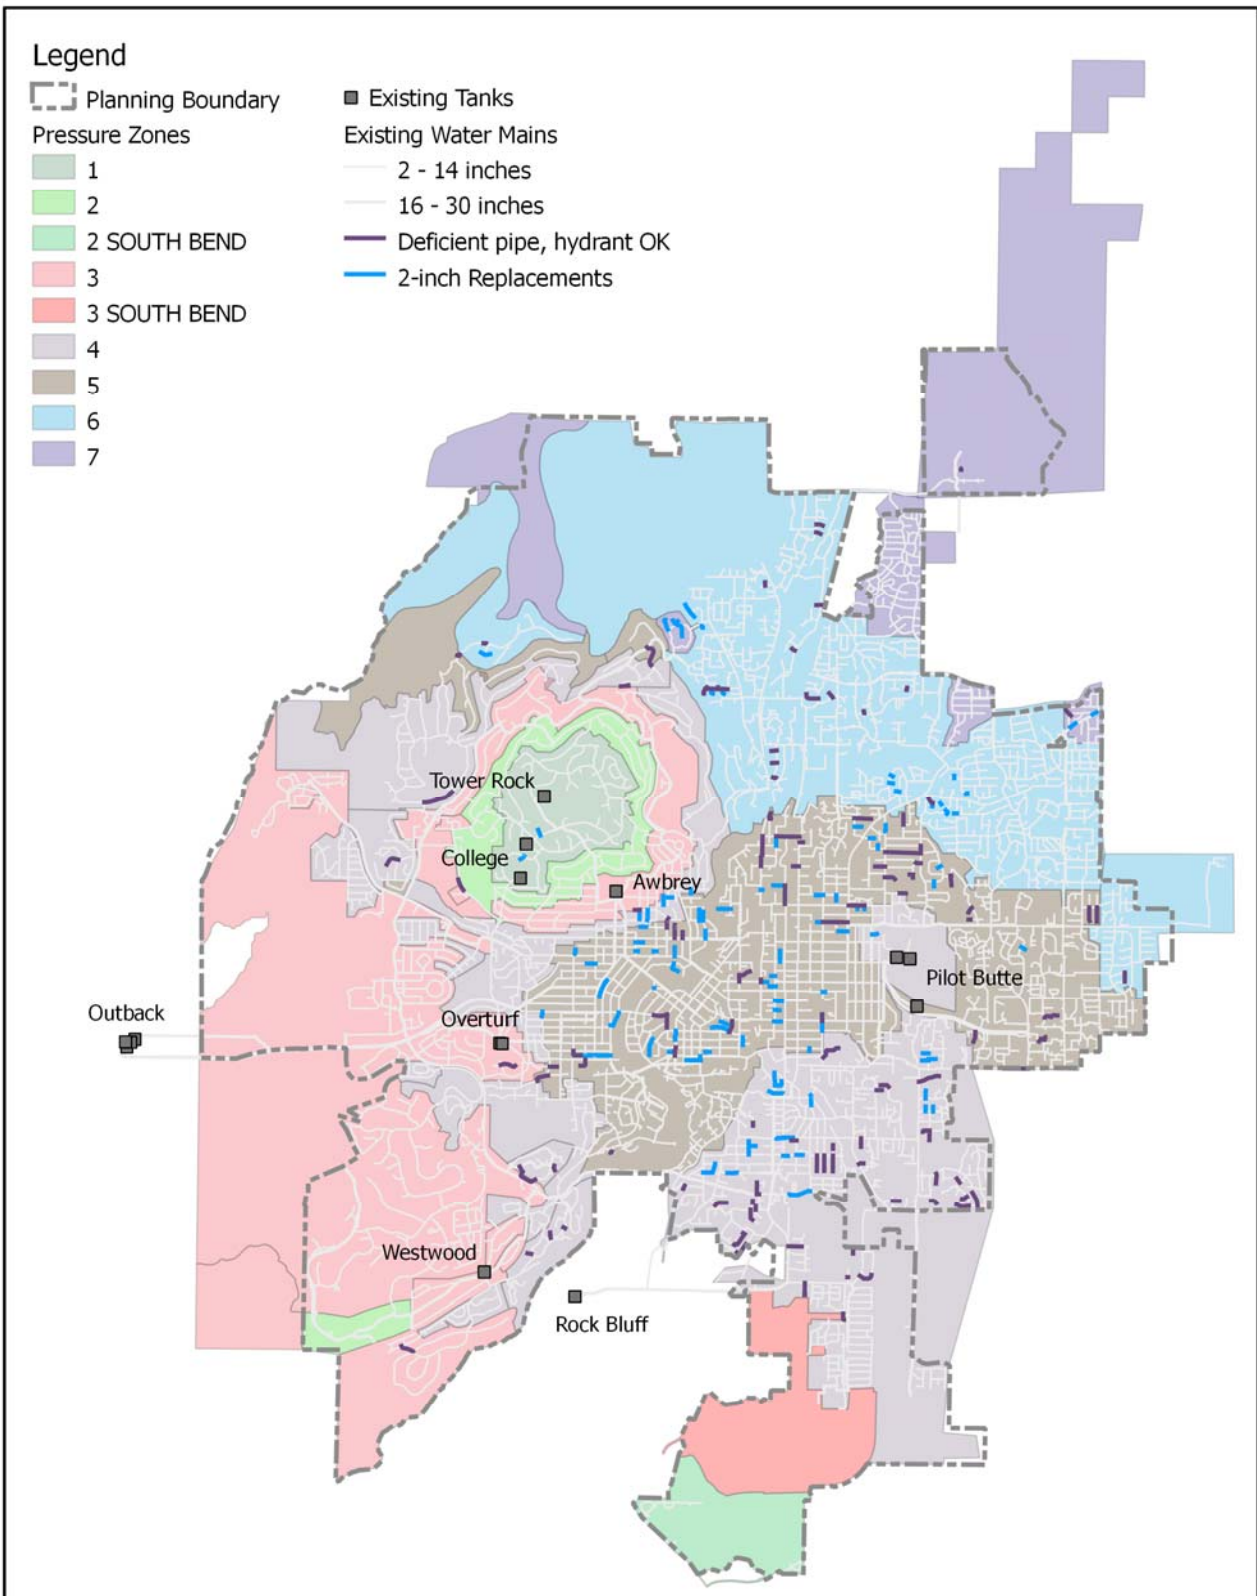 Legend
Planning Boundary
Pressure Zones
1
2
2 SOUTH BEND
3
3 SOUTH BEND
4
5
6
7
Existing Tanks
Existing Water Mains
2 - 14 inches
16 - 30 inches
Deficient pipe, hydrant OK
2-inch Replacements
Tower Rock
College
Awbrey
Pilot Butte
Outback
Overturf
Westwood
Rock Bluff